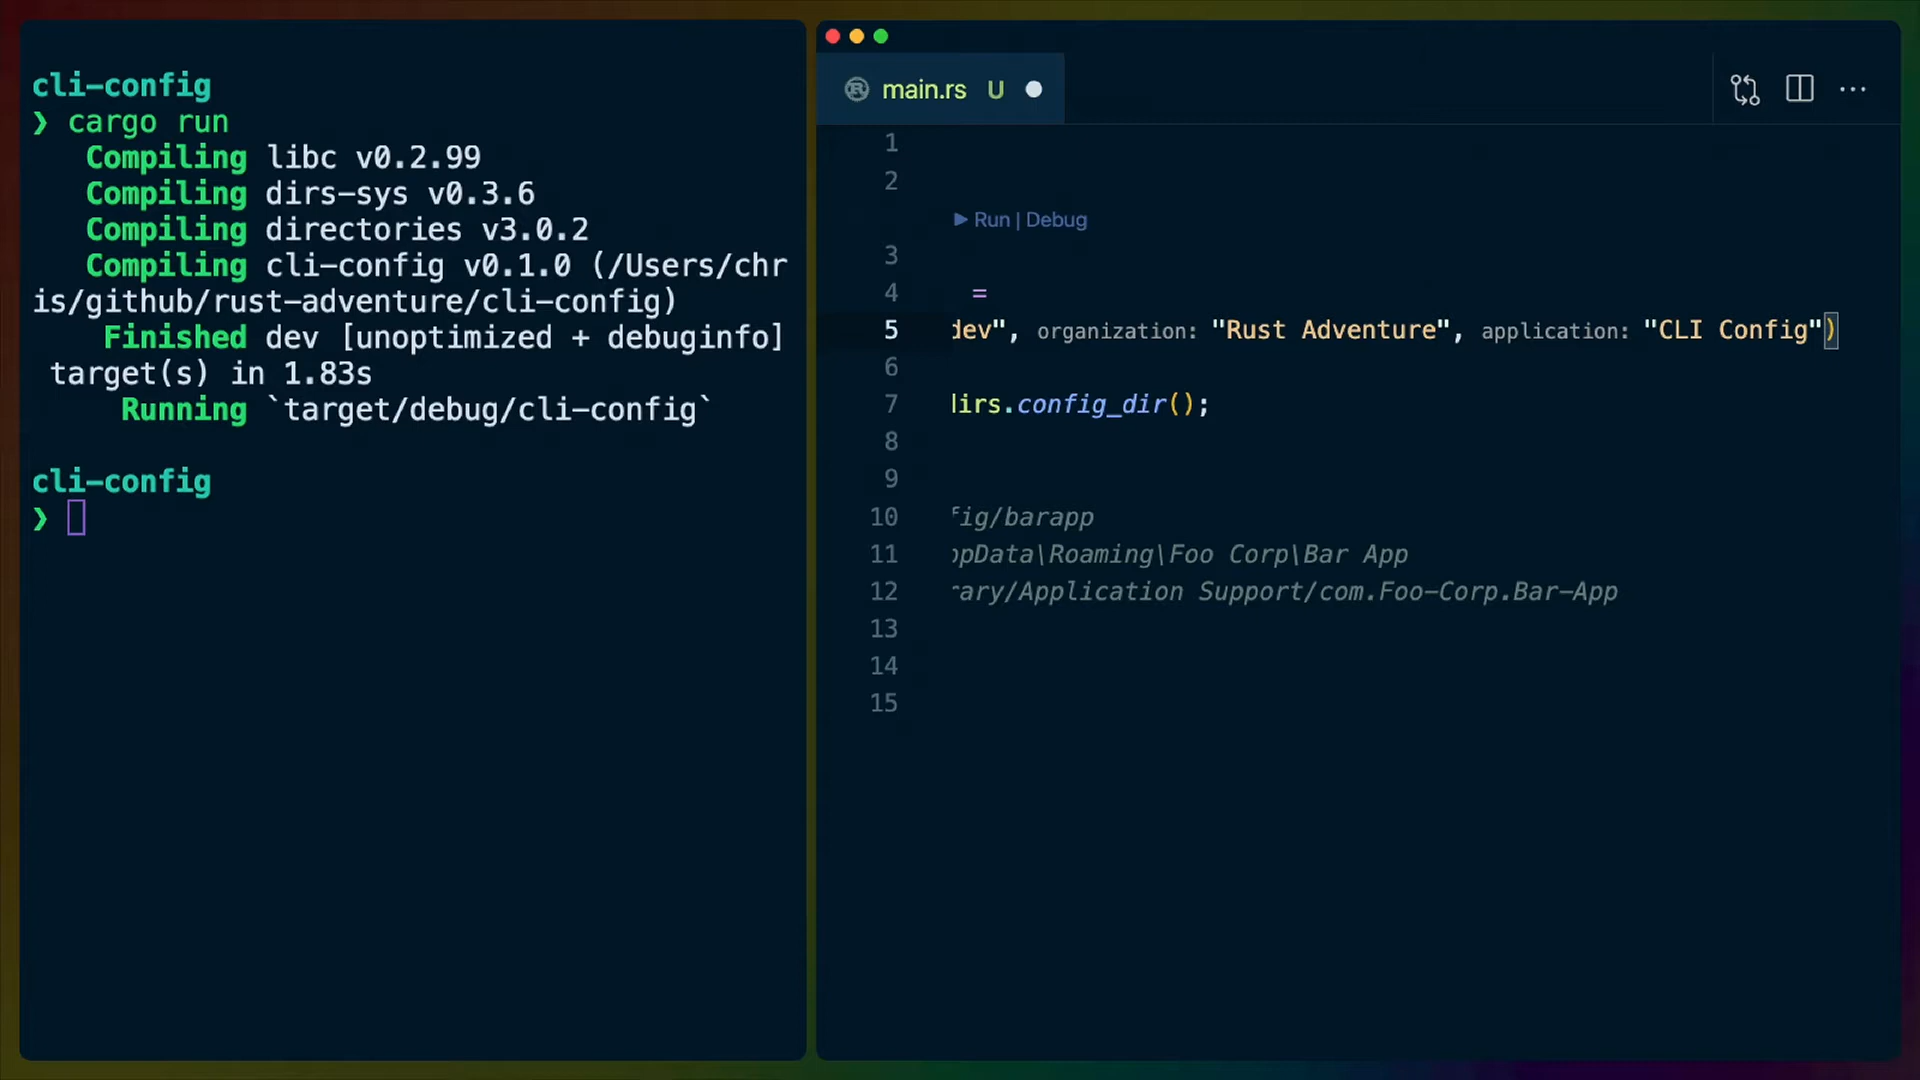 cli-config
❯ cargo run
Compiling libc v0.2.99
Compiling dirs-sys v0.3.6
Compiling directories v3.0.2
Compiling cli-config v0.1.0 (/Users/chr
is/github/rust-adventure/cli-config)
Finished dev [unoptimized + debuginfo]
target(s) in 1.83s
Running `target/debug/cli-config`
cli-config
❯
main.rs U
1
2
Run | Debug
3
4 =
5 dev", organization: "Rust Adventure", application: "CLI Config")
6
7 dirs.config_dir();
8
9
10 fig/barapp
11 ppData\Roaming\Foo Corp\Bar App
12 rary/Application Support/com.Foo-Corp.Bar-App
13
14
15